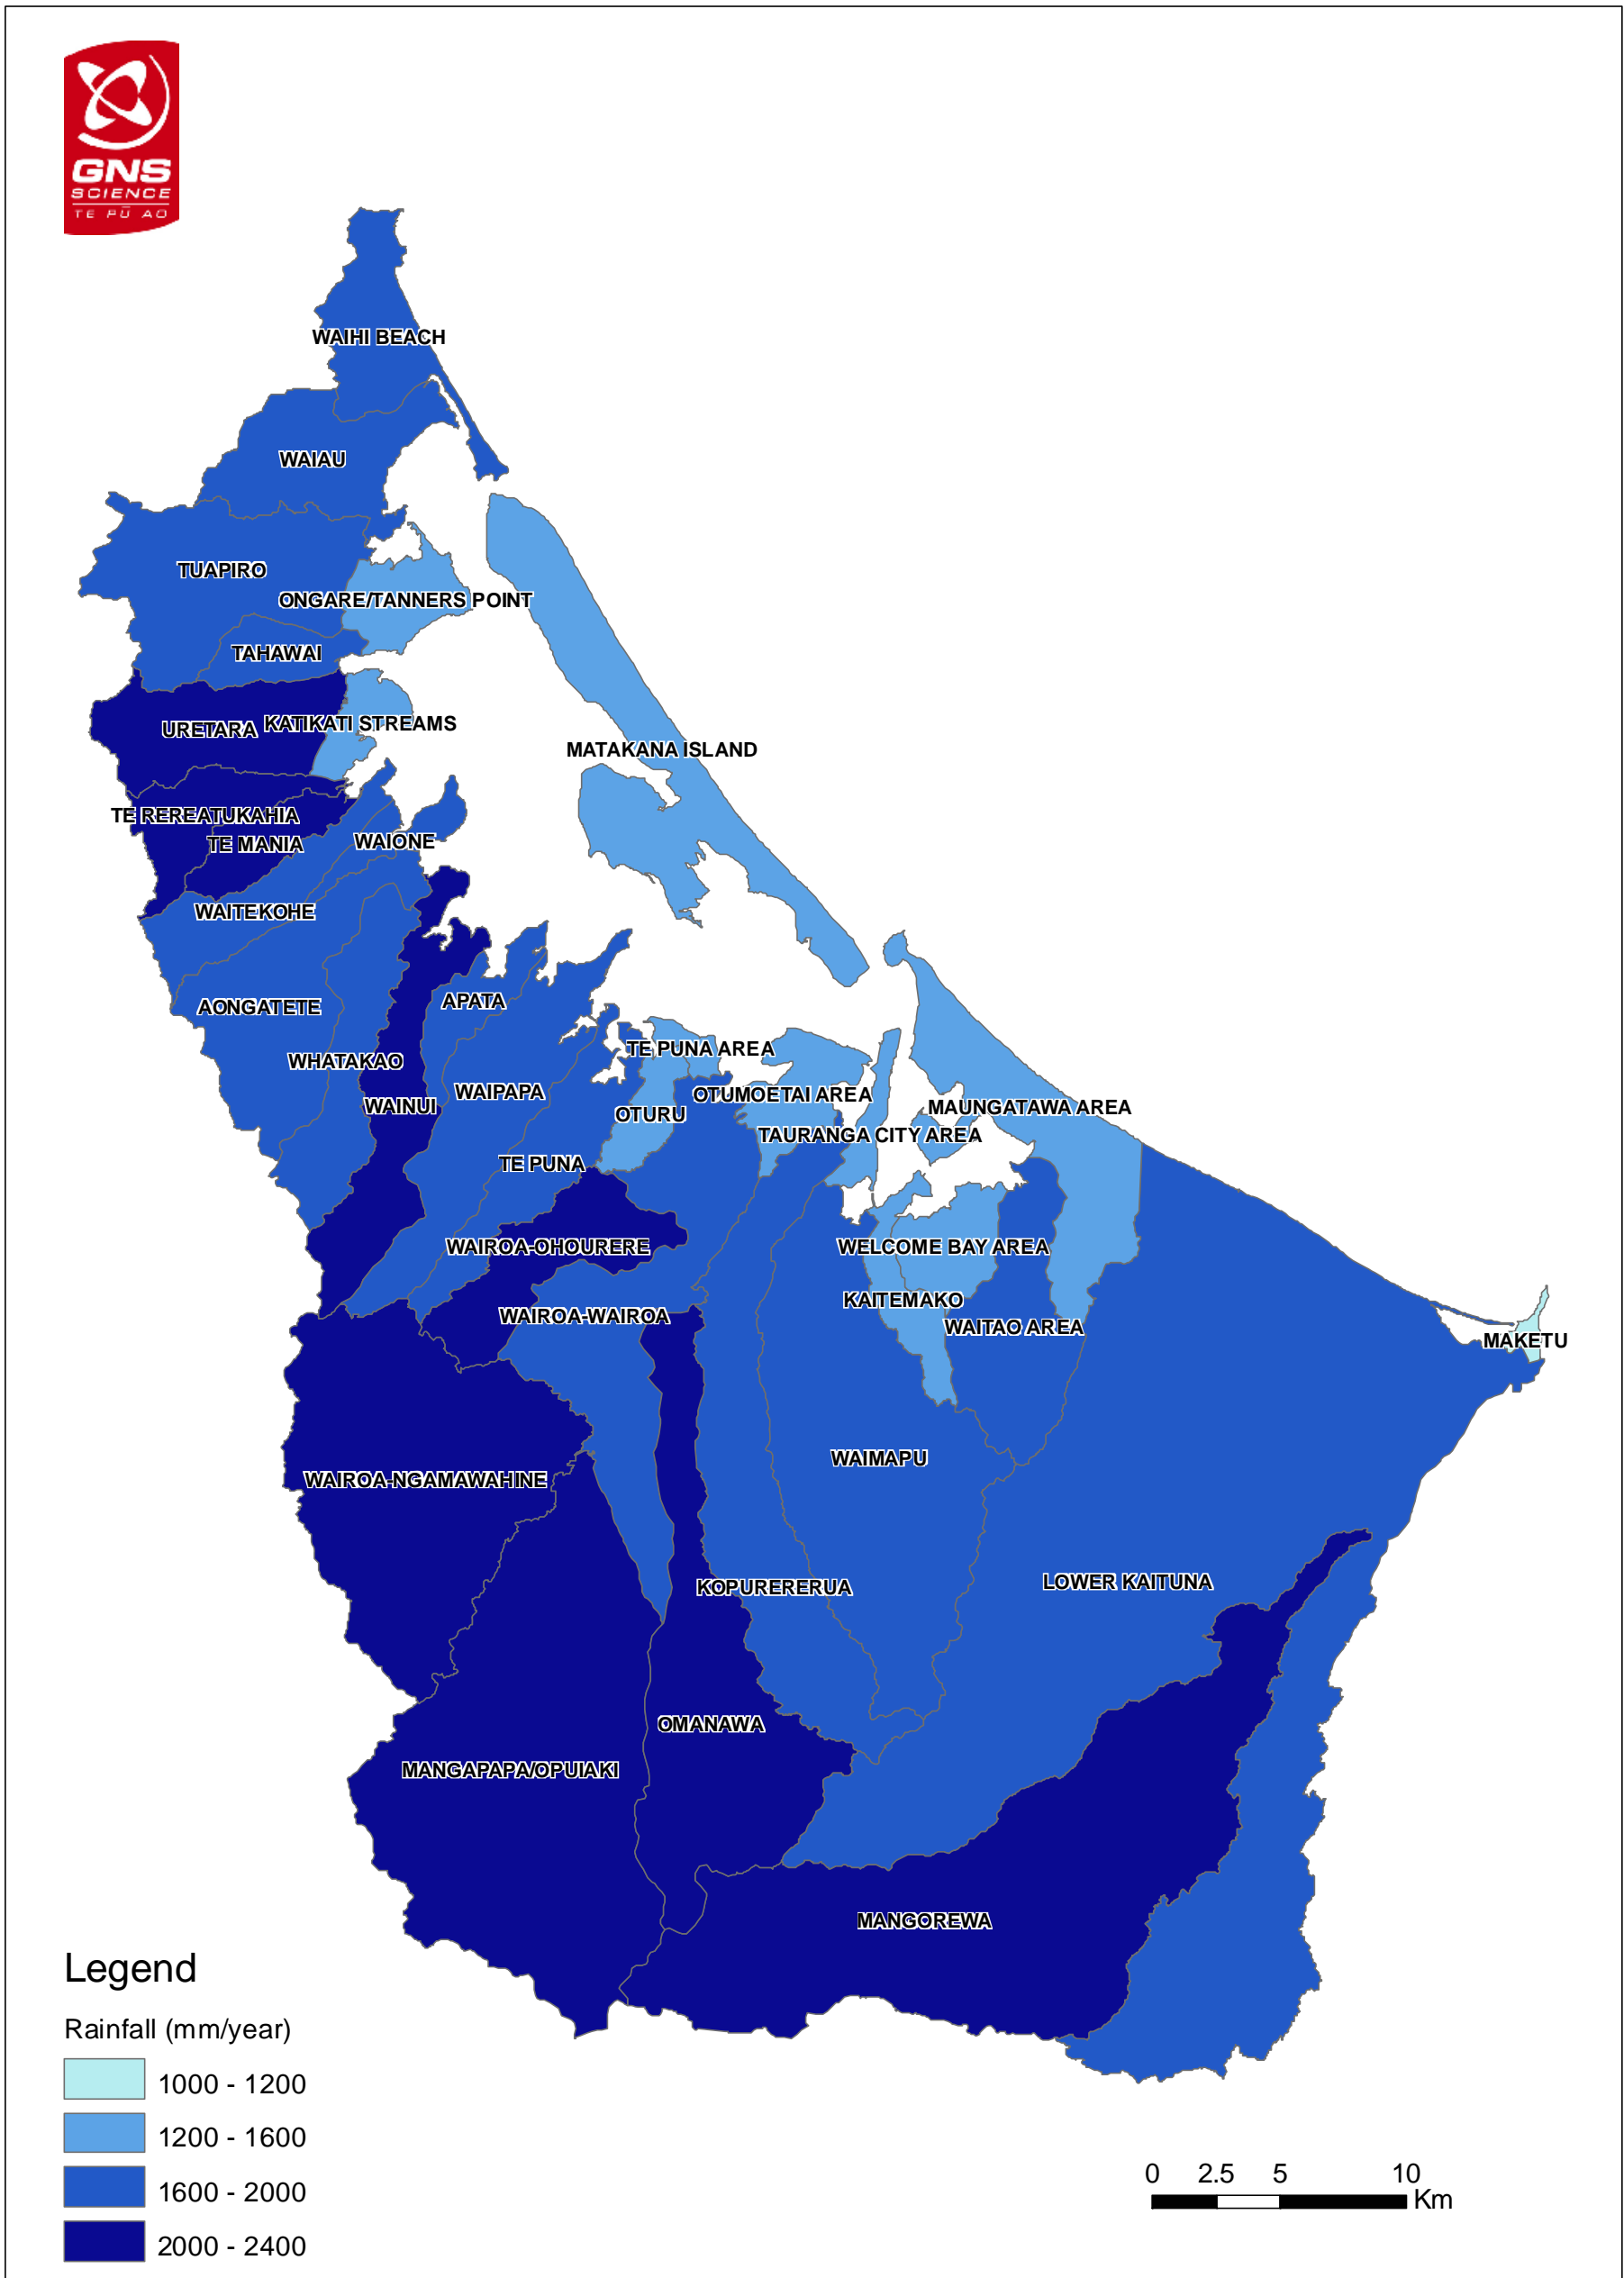 GNS
SCIENCE
TE PŪ AO
WAIHI BEACH
WAIAU
TUAPIRO
ONGARE/TANNERS POINT
TAHAWAI
URETARA
KATIKATI STREAMS
MATAKANA ISLAND
TE REREATUKAHIA
TE MANIA
WAIONE
WAITEKOHE
APATA
AONGATETE
TE PUNA AREA
WHATAKAO
WAIPAPA
OTUMOETAI AREA
WAINUI
OTURU
MAUNGATAWA AREA
TAURANGA CITY AREA
TE PUNA
WAIROA-OHOURERE
WELCOME BAY AREA
KAITEMAKO
WAIROA-WAIROA
WAITAO AREA
MAKETU
WAIMAPU
WAIROA-NGAMAWAHINE
LOWER KAITUNA
KOPURERERUA
OMANAWA
MANGAPAPA/OPUIAKI
MANGOREWA
Legend
Rainfall (mm/year)
1000 - 1200
1200 - 1600
1600 - 2000
2000 - 2400
0 2.5 5 10
Km